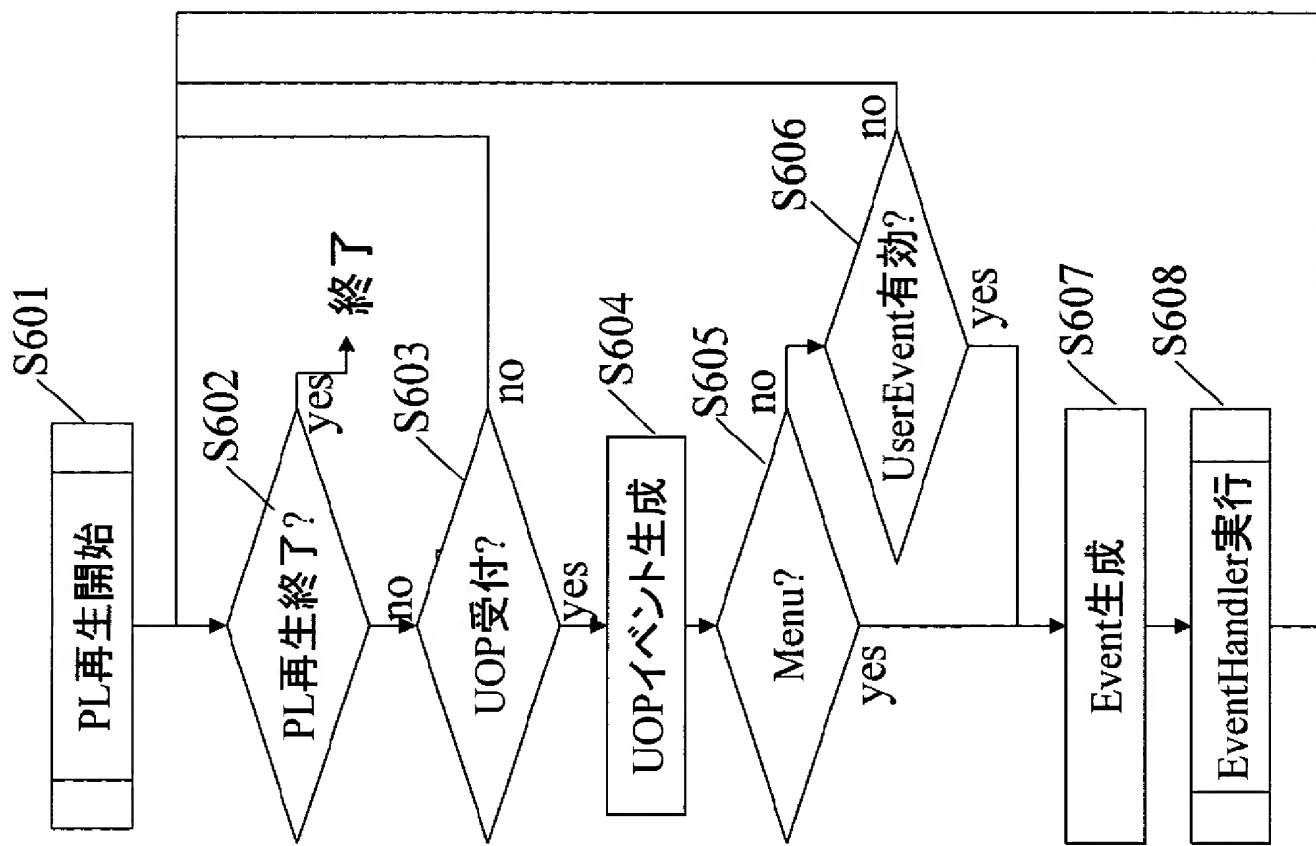 S601
PL再生開始
S602
PL再生終了?
yes
終了
no
S603
UOP受付?
no
yes
S604
UOPイベント生成
S605
Menu?
no
yes
S606
UserEvent有効?
no
yes
S607
Event生成
S608
EventHandler実行